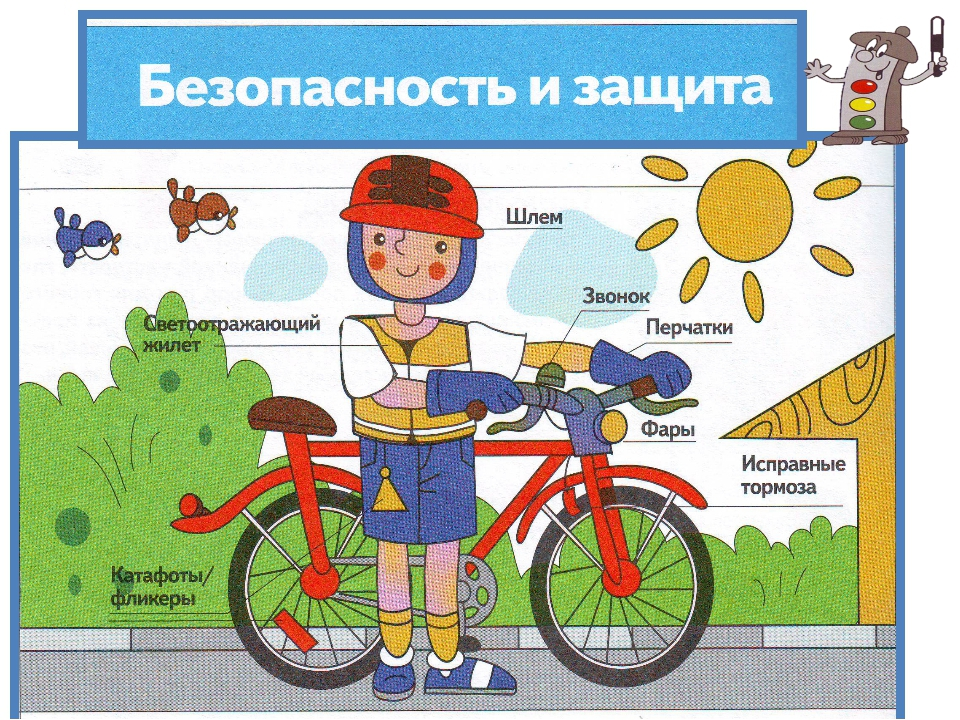 Безопасность и защита
Шлем
Звонок
Светоотражающий
жилет
Перчатки
Фары
Исправные
тормоза
Катафоты/
фликеры